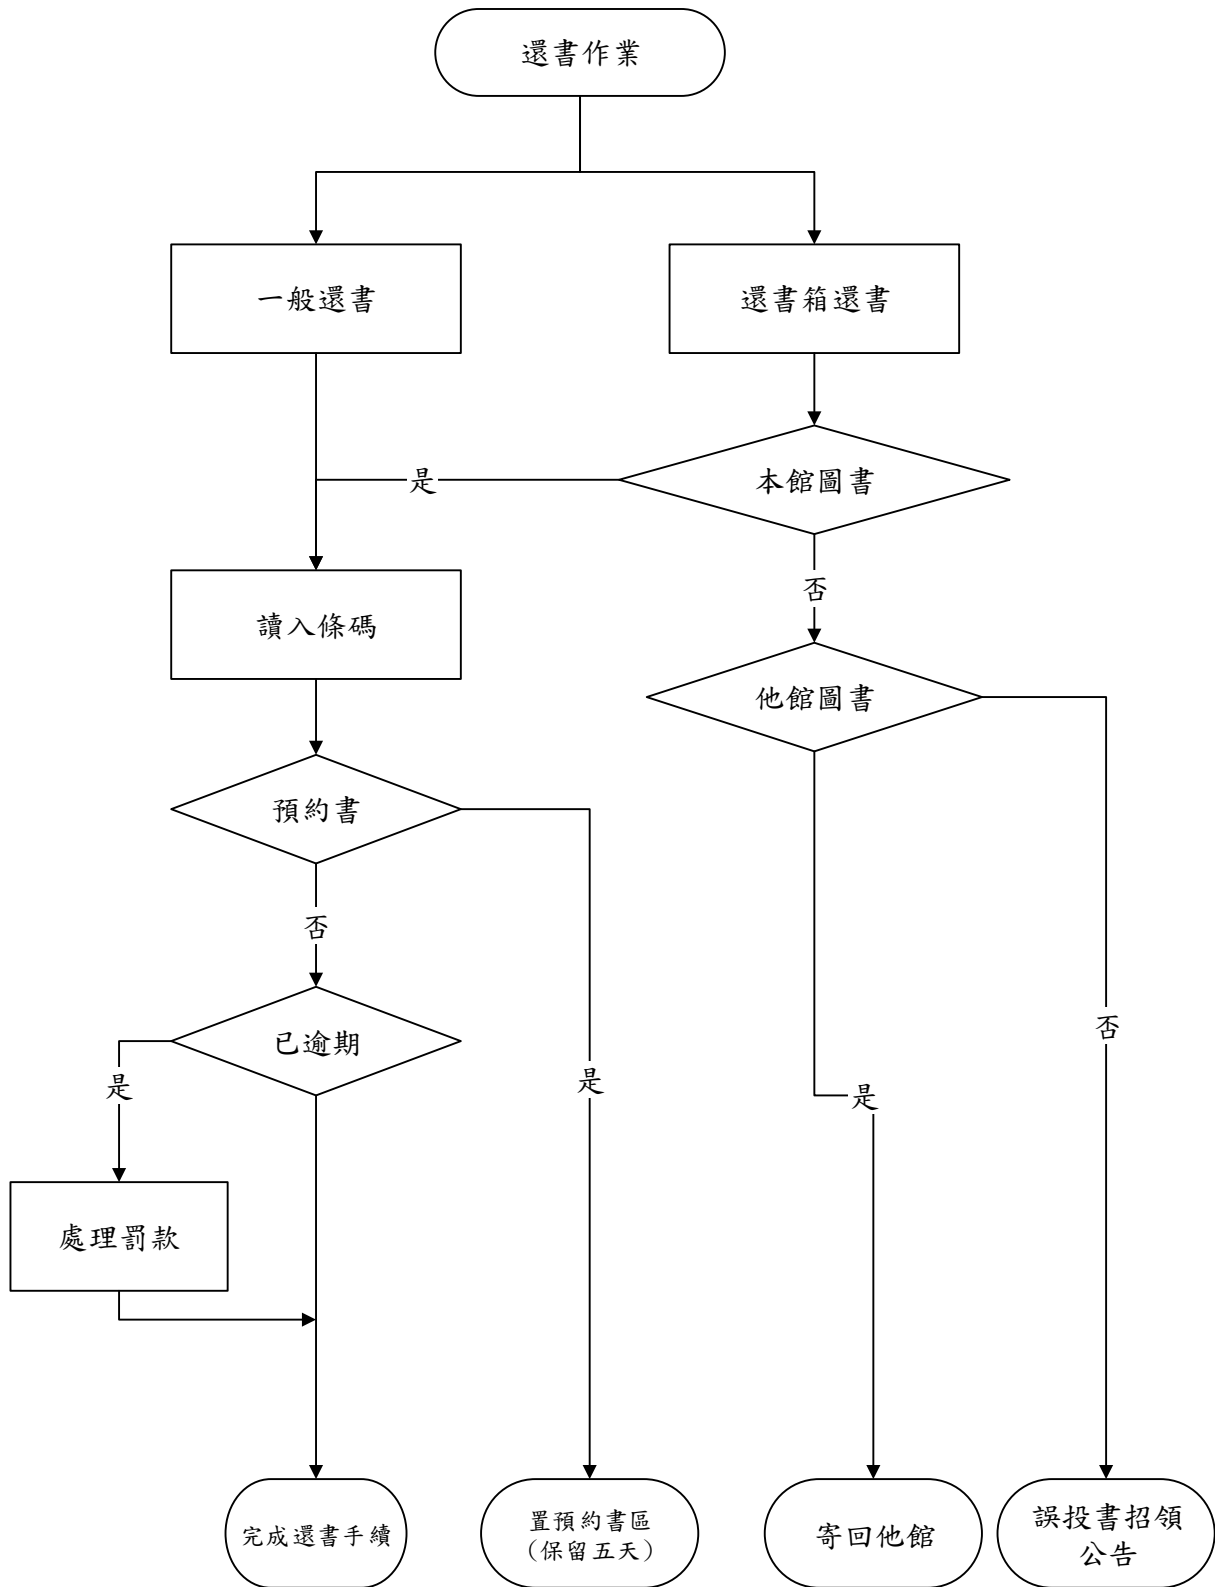 還書作業
一般還書
還書箱還書
是
本館圖書
否
讀入條碼
他館圖書
預約書
否
否
已逾期
是
是
是
處理罰款
完成還書手續
置預約書區
（保留五天）
寄回他館
誤投書招領
公告